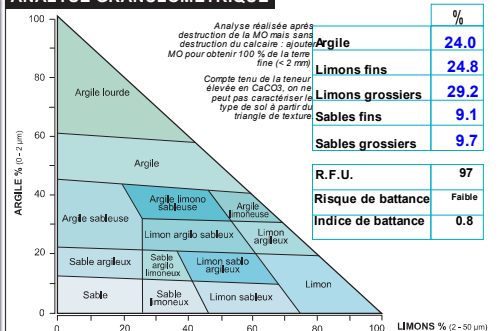 ANALYSE GRANULOMETRIQUE
Analyse réalisée après
destruction de la MO mais sans
destruction du calcaire : ajouter
MO pour obtenir 100 % de la terre
fine (< 2 mm)
Compte tenu de la teneur
élevée en CaCO3, on ne
peut pas caractériser le
type de sol à partir du
triangle de texture
%
Argile 24.0
Limons fins 24.8
Limons grossiers 29.2
Sables fins 9.1
Sables grossiers 9.7
R.F.U. 97
Risque de battance Faible
Indice de battance 0.8
ARGILE % (0 - 2 µm)
100
80
60
40
20
0
Argile lourde
Argile
Argile sableuse
Argile limono
sableuse
Argile
limoneuse
Limon argilo sableux
Limon
argileux
Sable argileux
Sable
argilo
limoneux
Limon sablo
argileux
Limon
Sable
Sable
limoneux
Limon sableux
0 20 40 60 80 100
LIMONS % (2 - 50 µm)